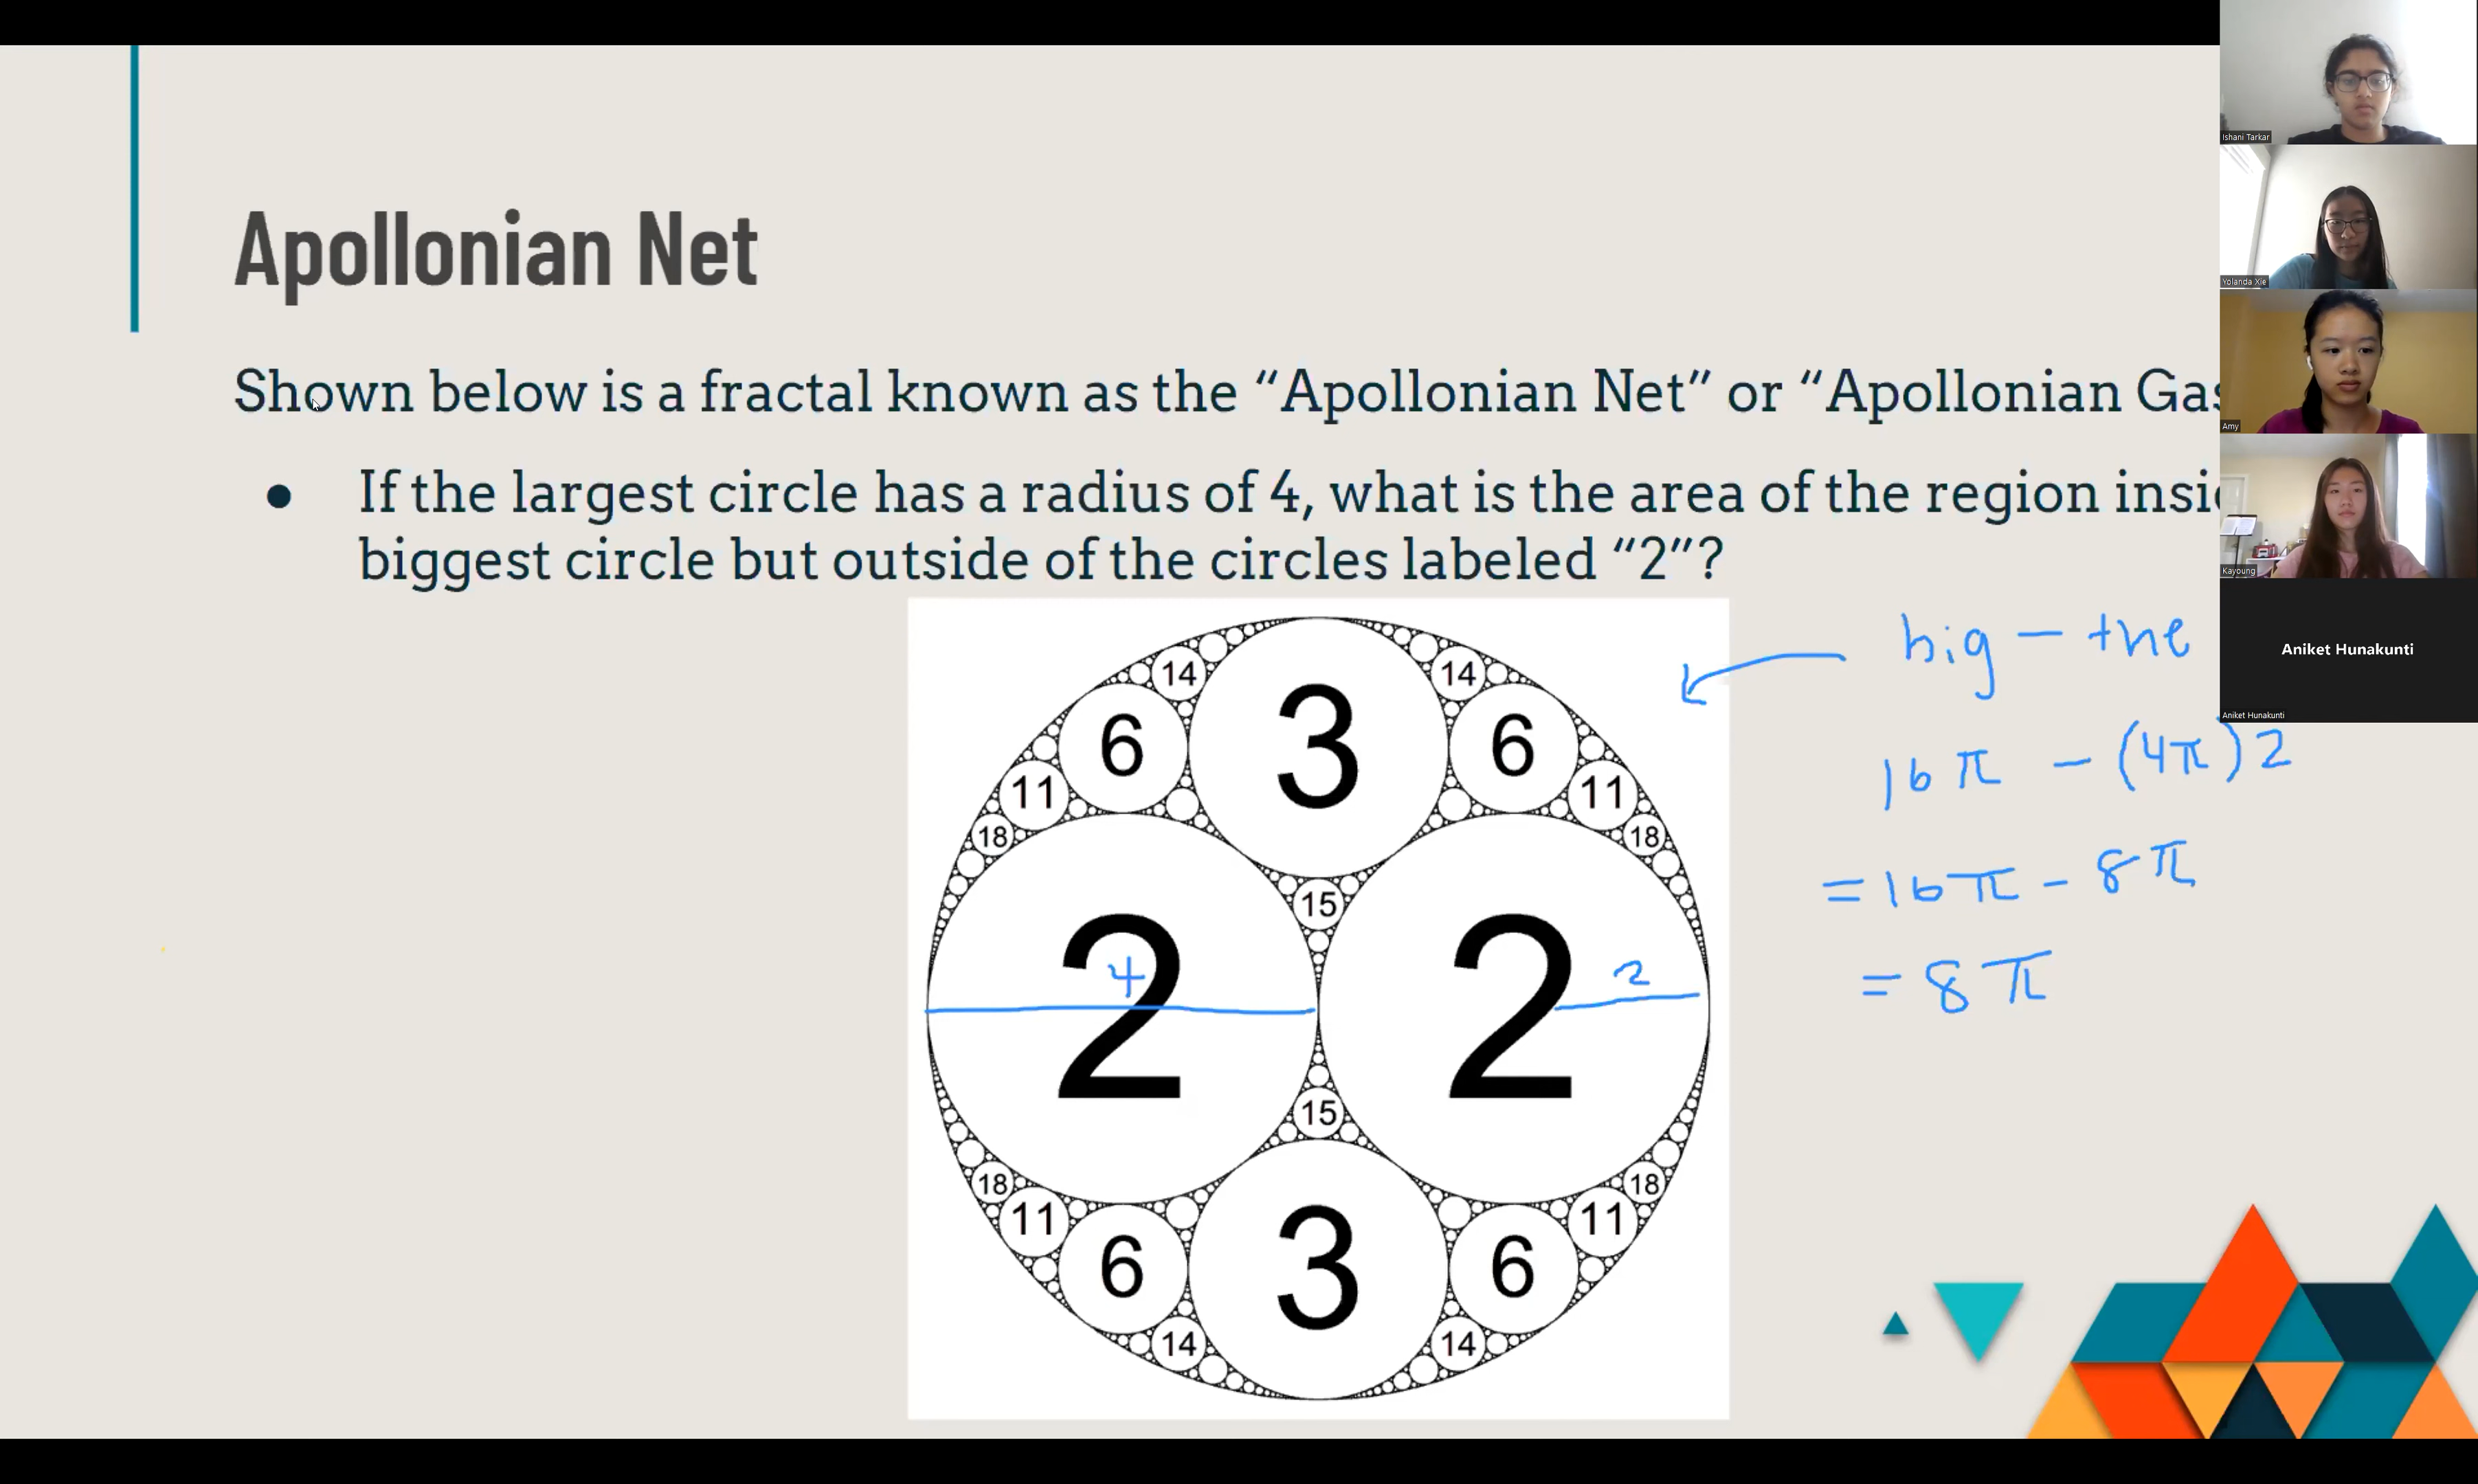 Apollonian Net
Shown below is a fractal known as the “Apollonian Net” or “Apollonian Gas
● If the largest circle has a radius of 4, what is the area of the region insi
biggest circle but outside of the circles labeled “2”?
big - the
16π - (4π)2
= 16π - 8π
= 8π
14 14
6 3 6
11 11
18 18
15
2 2
4 2
15
18 18
11 11
6 3 6
14 14
Ishani Tarkar
Yolanda Xie
Amy
Kayoung
Aniket Hunakunti
Aniket Hunakunti